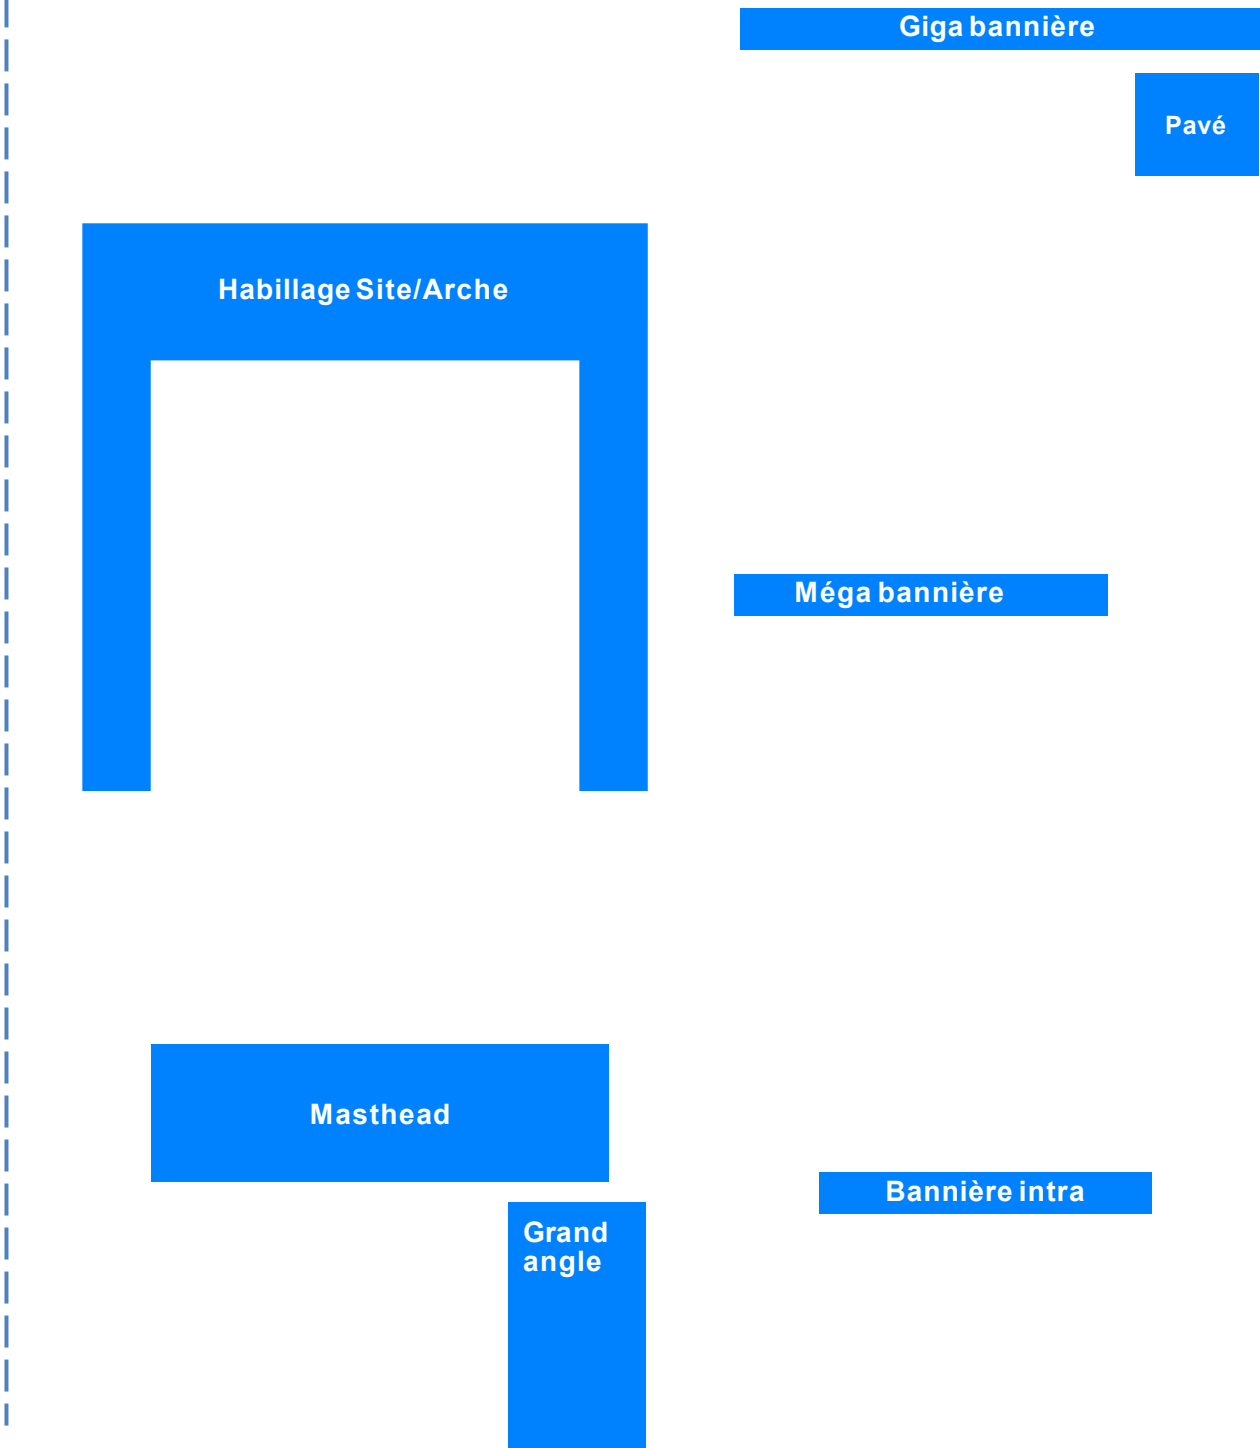 Giga bannière
Pavé
Habillage Site/Arche
Méga bannière
Masthead
Bannière intra
Grand
angle